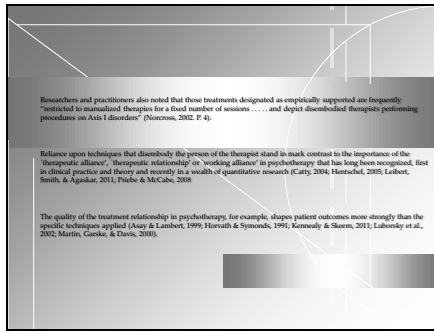 Researchers and practitioners also noted that those treatments designated as empirically supported are frequently
"restricted to manualized therapies for a fixed number of sessions . . . . . and depict disembodied therapists performing
procedures on Axis I disorders" (Norcross, 2002. P. 4).
Reliance upon techniques that disembody the person of the therapist stand in mark contrast to the importance of the
'therapeutic alliance', 'therapeutic relationship' or 'working alliance' in psychotherapy that has long been recognized, first
in clinical practice and theory and recently in a wealth of quantitative research (Catty, 2004; Hentschel, 2005; Leibert,
Smith, & Agaskar, 2011; Priebe & McCabe, 2008
The quality of the treatment relationship in psychotherapy, for example, shapes patient outcomes more strongly than the
specific techniques applied (Asay & Lambert, 1999; Horvath & Symonds, 1991; Kennealy & Skeem, 2011; Luborsky et al.,
2002; Martin, Garske, & Davis, 2000).